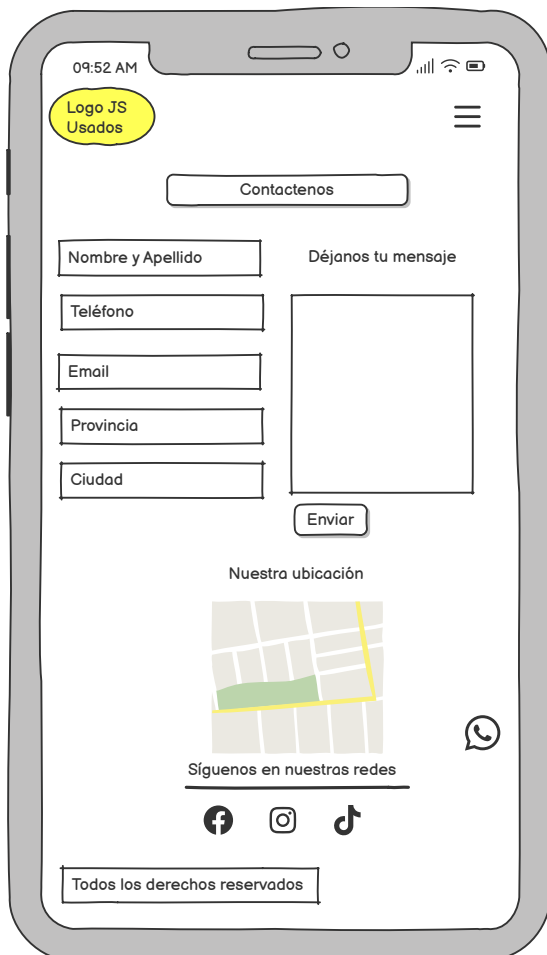 09:52 AM
Logo JS
Usados
Contactenos
Nombre y Apellido
Teléfono
Email
Provincia
Ciudad
Déjanos tu mensaje
Enviar
Nuestra ubicación
Síguenos en nuestras redes
Todos los derechos reservados